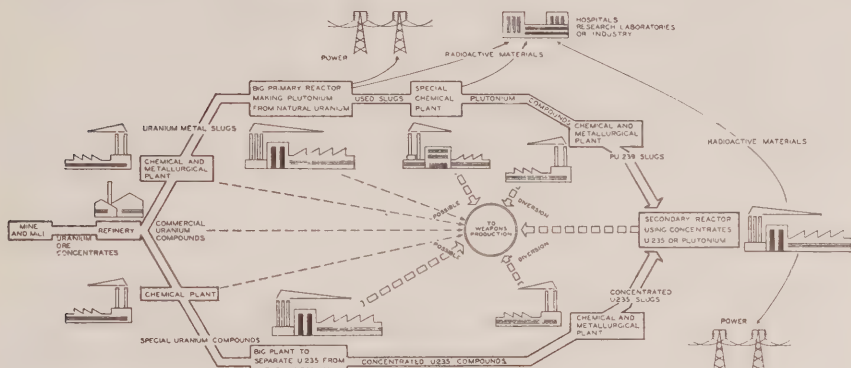 HOSPITALS
RESEARCH LABORATORIES
OR INDUSTRY
POWER
RADIOACTIVE MATERIALS
BIG PRIMARY REACTOR
MAKING PLUTONIUM
FROM NATURAL URANIUM
USED SLUGS
SPECIAL
CHEMICAL
PLANT
PLUTONIUM
COMPOUNDS
URANIUM METAL SLUGS
CHEMICAL AND
METALLURGICAL
PLANT
RADIOACTIVE MATERIALS
CHEMICAL AND
METALLURGICAL
PLANT
PU 239 SLUGS
MINE
AND MILL
URANIUM
ORE
CONCENTRATES
REFINERY
COMMERCIAL
URANIUM
COMPOUNDS
POSSIBLE
DIVERSION
TO
WEAPONS
PRODUCTION
DIVERSION
SECONDARY REACTOR
USING CONCENTRATES
U235 OR PLUTONIUM
CHEMICAL PLANT
CONCENTRATED
U235 SLUGS
CHEMICAL AND
METALLURGICAL
PLANT
POWER
SPECIAL URANIUM COMPOUNDS
BIG PLANT TO
SEPARATE U235 FROM
CONCENTRATED U235 COMPOUNDS